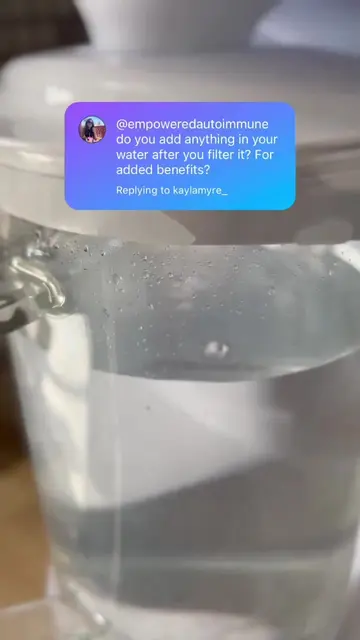 @empoweredautoimmune
do you add anything in your
water after you filter it? For
added benefits?
Replying to kaylamyre_